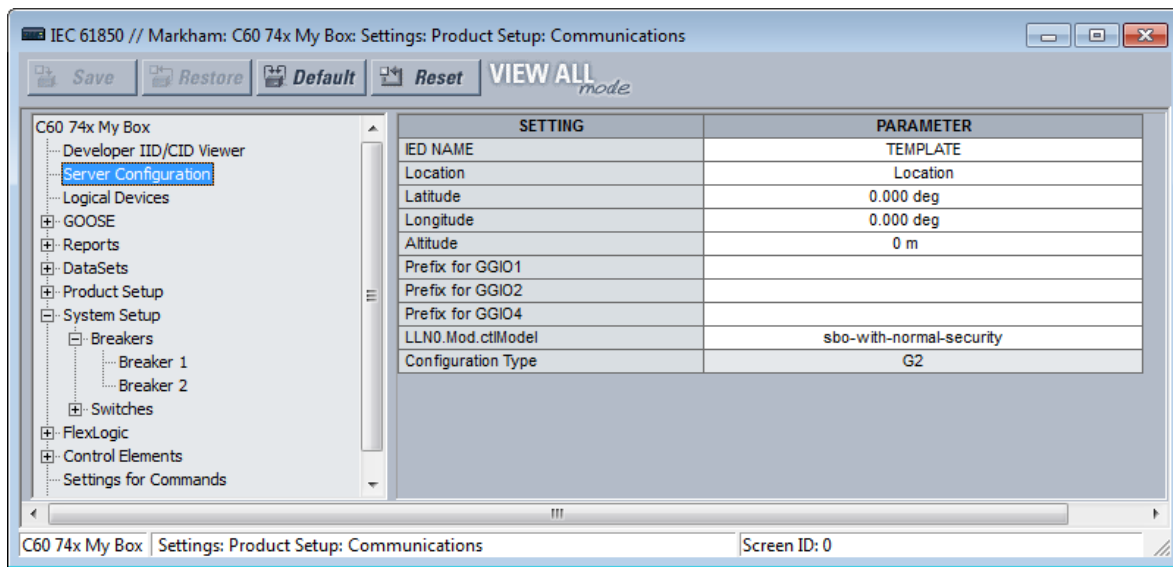 IEC 61850 // Markham: C60 74x My Box: Settings: Product Setup: Communications
Save Restore Default Reset VIEW ALL mode
C60 74x My Box
Developer IID/CID Viewer
Server Configuration
Logical Devices
GOOSE
Reports
DataSets
Product Setup
System Setup
Breakers
Breaker 1
Breaker 2
Switches
FlexLogic
Control Elements
Settings for Commands
SETTING PARAMETER
IED NAME TEMPLATE
Location Location
Latitude 0.000 deg
Longitude 0.000 deg
Altitude 0 m
Prefix for GGIO1
Prefix for GGIO2
Prefix for GGIO4
LLN0.Mod.ctlModel sbo-with-normal-security
Configuration Type G2
C60 74x My Box Settings: Product Setup: Communications Screen ID: 0